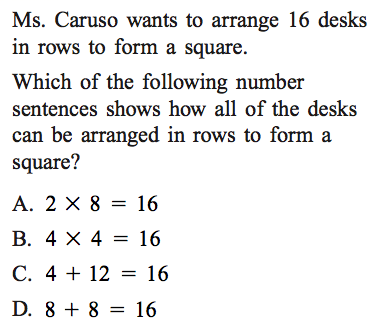 Ms. Caruso wants to arrange 16 desks
in rows to form a square.
Which of the following number
sentences shows how all of the desks
can be arranged in rows to form a
square?
A. 2 × 8 = 16
B. 4 × 4 = 16
C. 4 + 12 = 16
D. 8 + 8 = 16